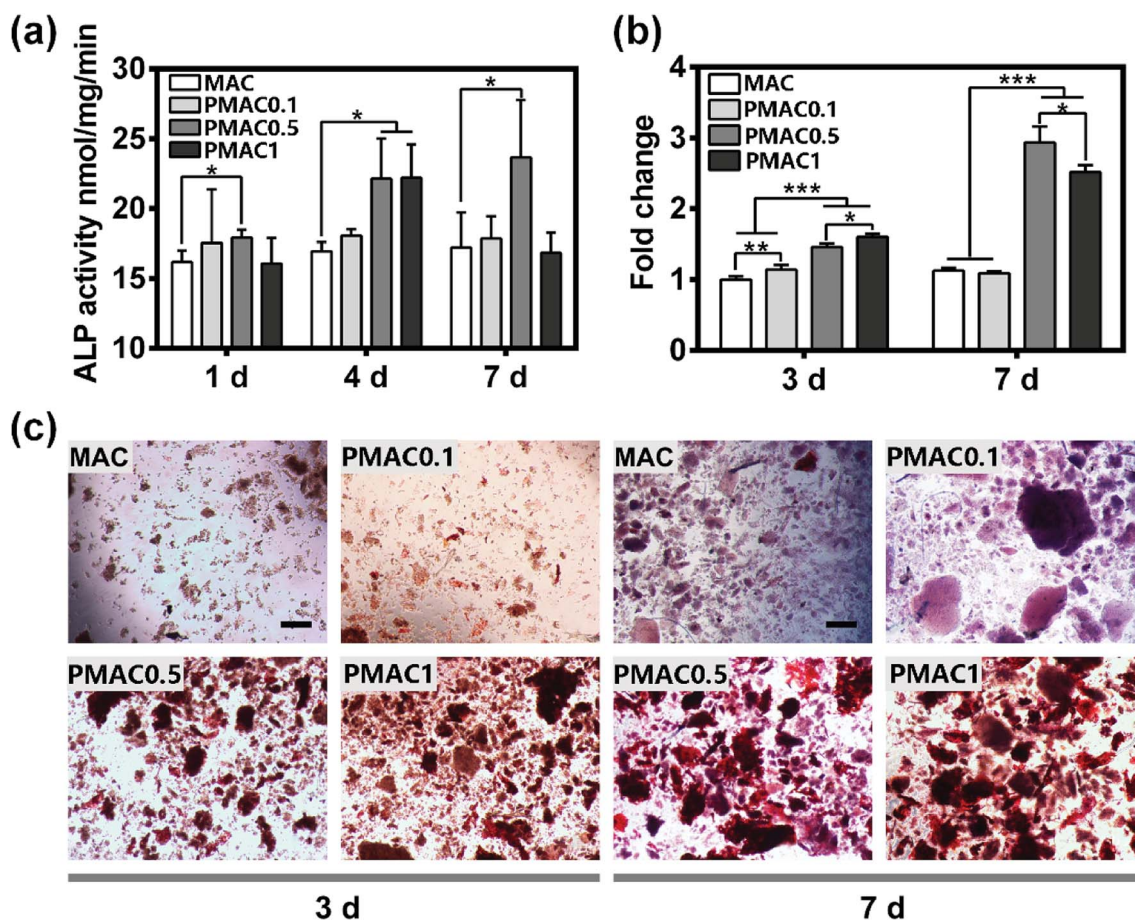 (a)
ALP activity nmol/mg/min
30
25
20
15
10
MAC
PMAC0.1
PMAC0.5
PMAC1
*
*
*
1 d
4 d
7 d
(b)
Fold change
4
3
2
1
0
MAC
PMAC0.1
PMAC0.5
PMAC1
***
**
*
***
*
3 d
7 d
(c)
MAC
PMAC0.1
MAC
PMAC0.1
PMAC0.5
PMAC1
PMAC0.5
PMAC1
3 d
7 d